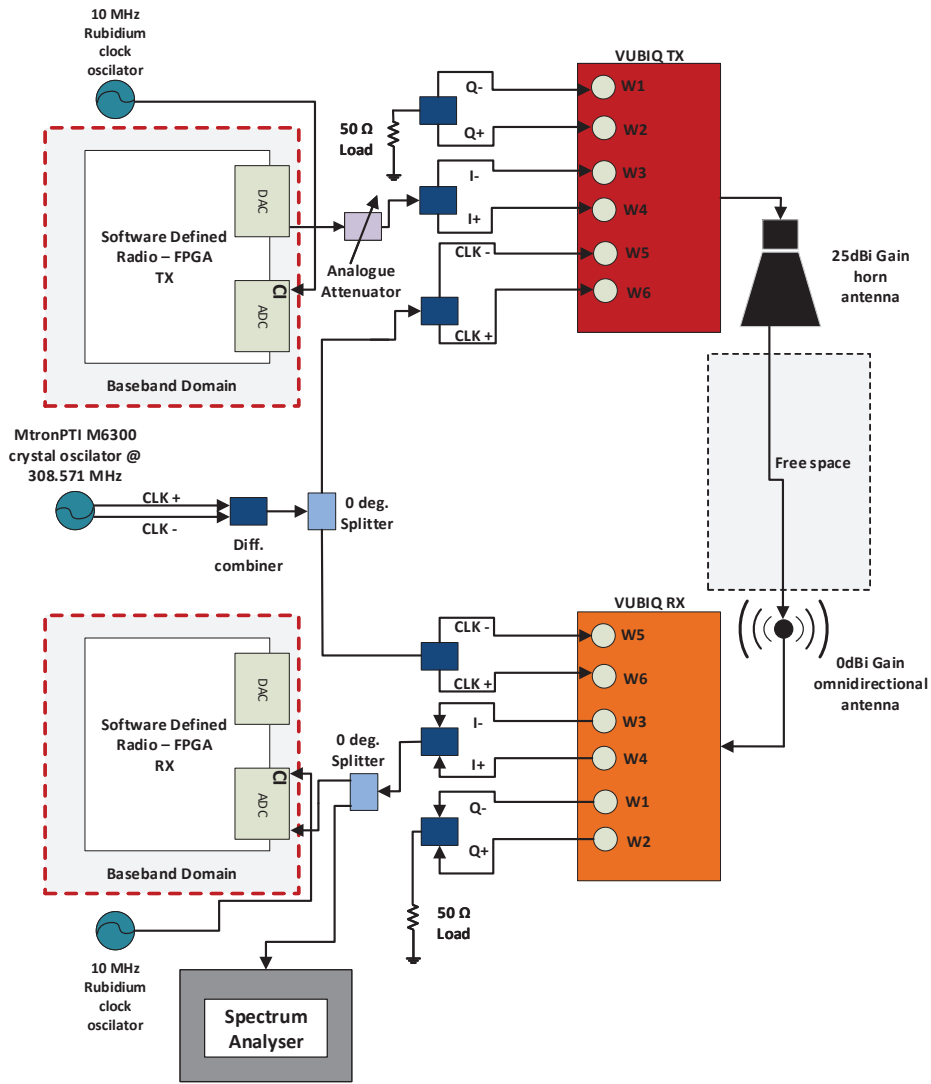 10 MHz
Rubidium
clock
oscilator
DAC
Software Defined
Radio – FPGA
TX
CI
ADC
Baseband Domain
50 Ω
Load
Analogue
Attenuator
Q-
Q+
I-
I+
CLK -
CLK +
VUBIQ TX
W1
W2
W3
W4
W5
W6
25dBi Gain
horn
antenna
Free space
MtronPTI M6300
crystal oscilator @
308.571 MHz
CLK +
CLK -
Diff.
combiner
0 deg.
Splitter
VUBIQ RX
CLK -
CLK +
I-
I+
Q-
Q+
W5
W6
W3
W4
W1
W2
0dBi Gain
omnidirectional
antenna
DAC
Software Defined
Radio – FPGA
RX
CI
ADC
Baseband Domain
0 deg.
Splitter
50 Ω
Load
10 MHz
Rubidium
clock
oscilator
Spectrum
Analyser